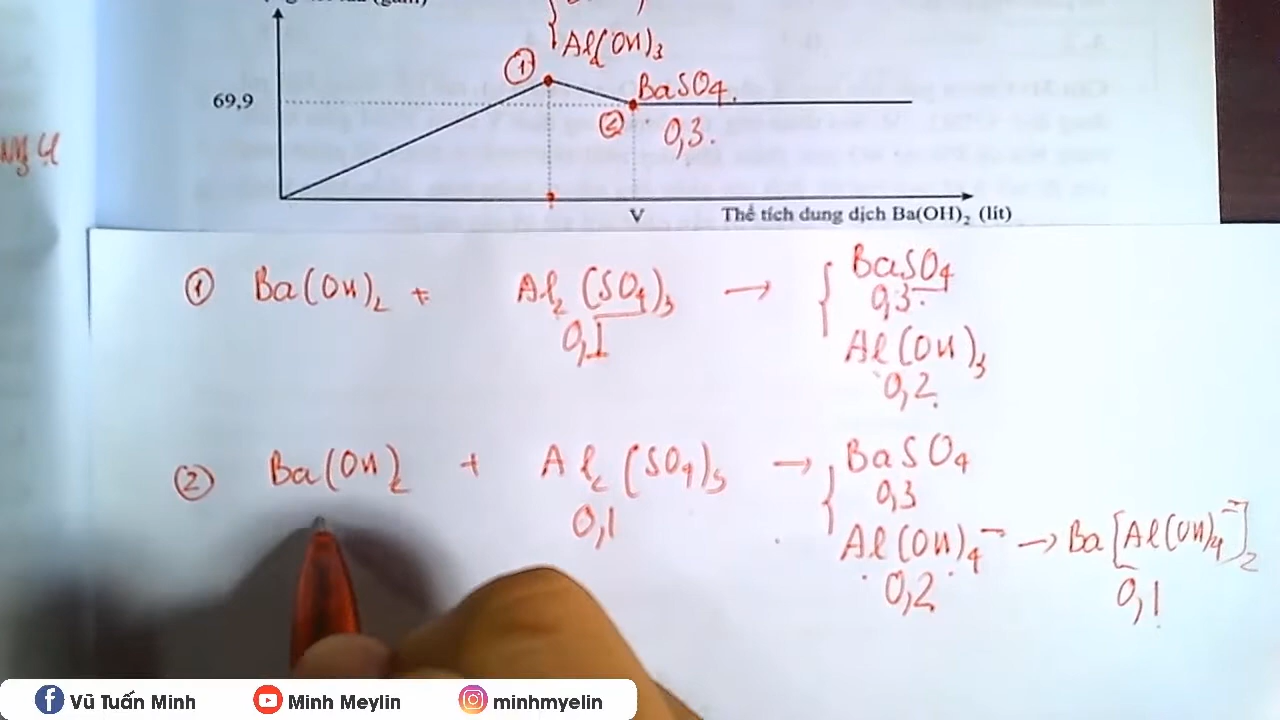 Al(OH)3
①
69,9
BaSO4
② 0,3
V Thể tích dung dịch Ba(OH)2 (lít)
① Ba(OH)2 + Al2(SO4)3 → { BaSO4
0,1 0,3
Al(OH)3
0,2
② Ba(OH)2 + Al2(SO4)3 → { BaSO4
0,1 0,3
Al(OH)4⁻ → Ba[Al(OH)4⁻]2
0,2 0,1
Vũ Tuấn Minh Minh Meylin minhmyelin